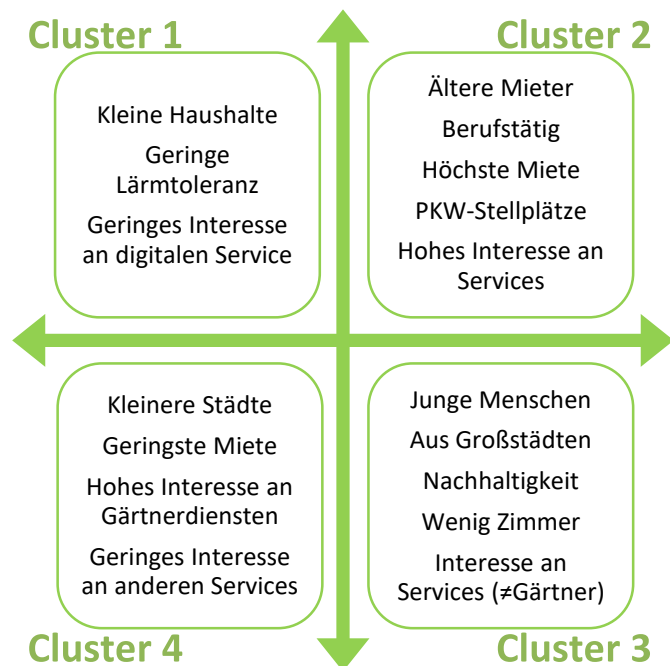 Cluster 1
Kleine Haushalte
Geringe
Lärmtoleranz
Geringes Interesse
an digitalen Service
Cluster 2
Ältere Mieter
Berufstätig
Höchste Miete
PKW-Stellplätze
Hohes Interesse an
Services
Kleinere Städte
Geringste Miete
Hohes Interesse an
Gärtnerdiensten
Geringes Interesse
an anderen Services
Cluster 4
Junge Menschen
Aus Großstädten
Nachhaltigkeit
Wenig Zimmer
Interesse an
Services (≠Gärtner)
Cluster 3